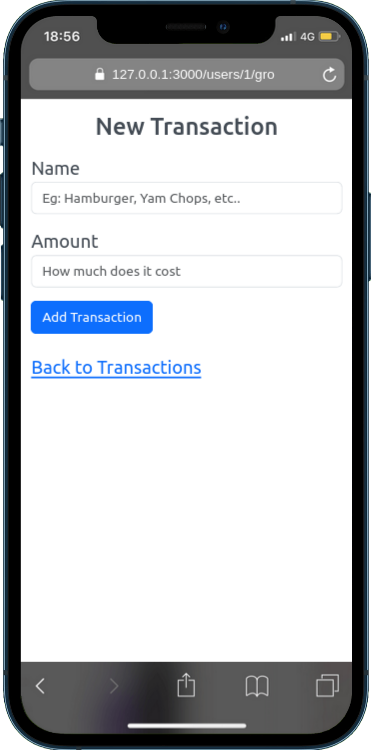 18:56
4G
127.0.0.1:3000/users/1/gro
New Transaction
Name
Eg: Hamburger, Yam Chops, etc..
Amount
How much does it cost
Add Transaction
Back to Transactions